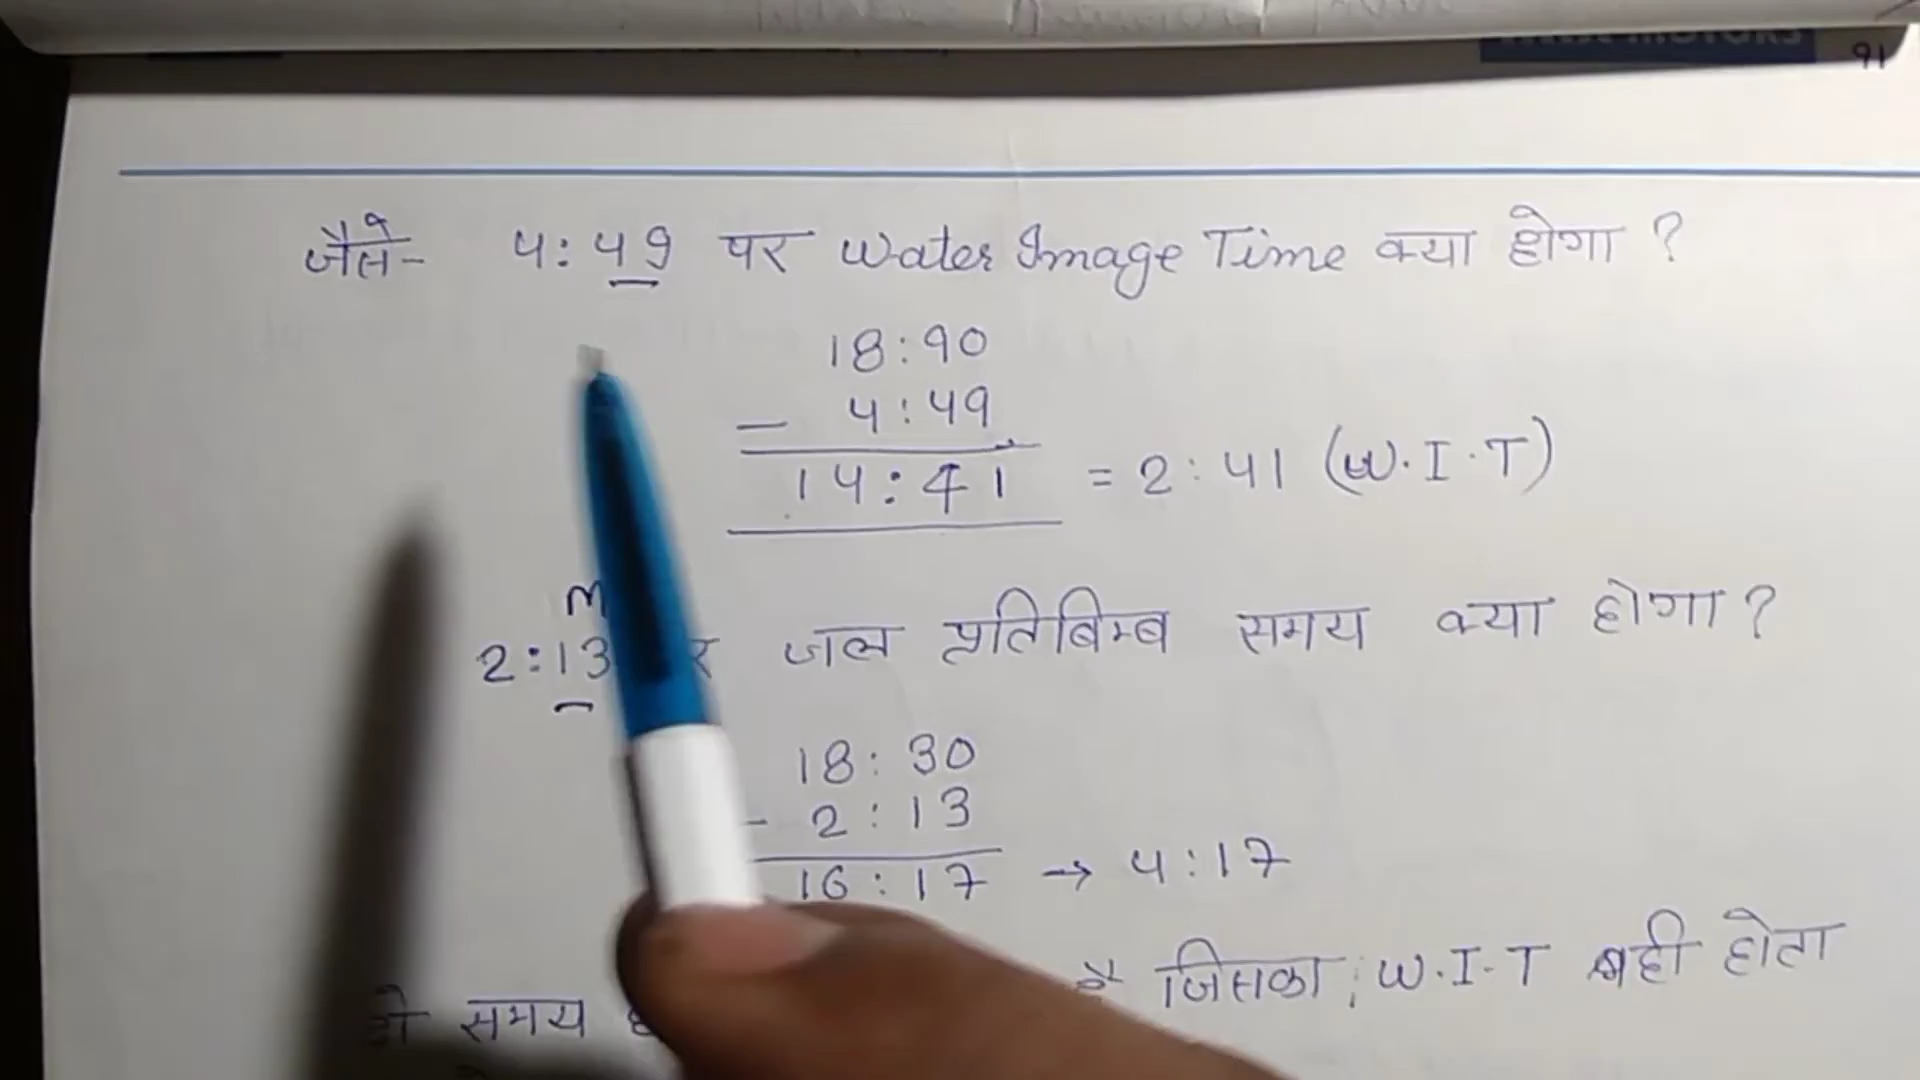 91
जैसे- 4:49 पर Water Image Time क्या होगा ?
18:90
- 4:49
14:41 = 2:41 (W.I.T)
2:13 जल प्रतिबिम्ब समय क्या होगा ?
18:30
- 2:13
16:17 → 4:17
समय जिसका W.I.T नही होता